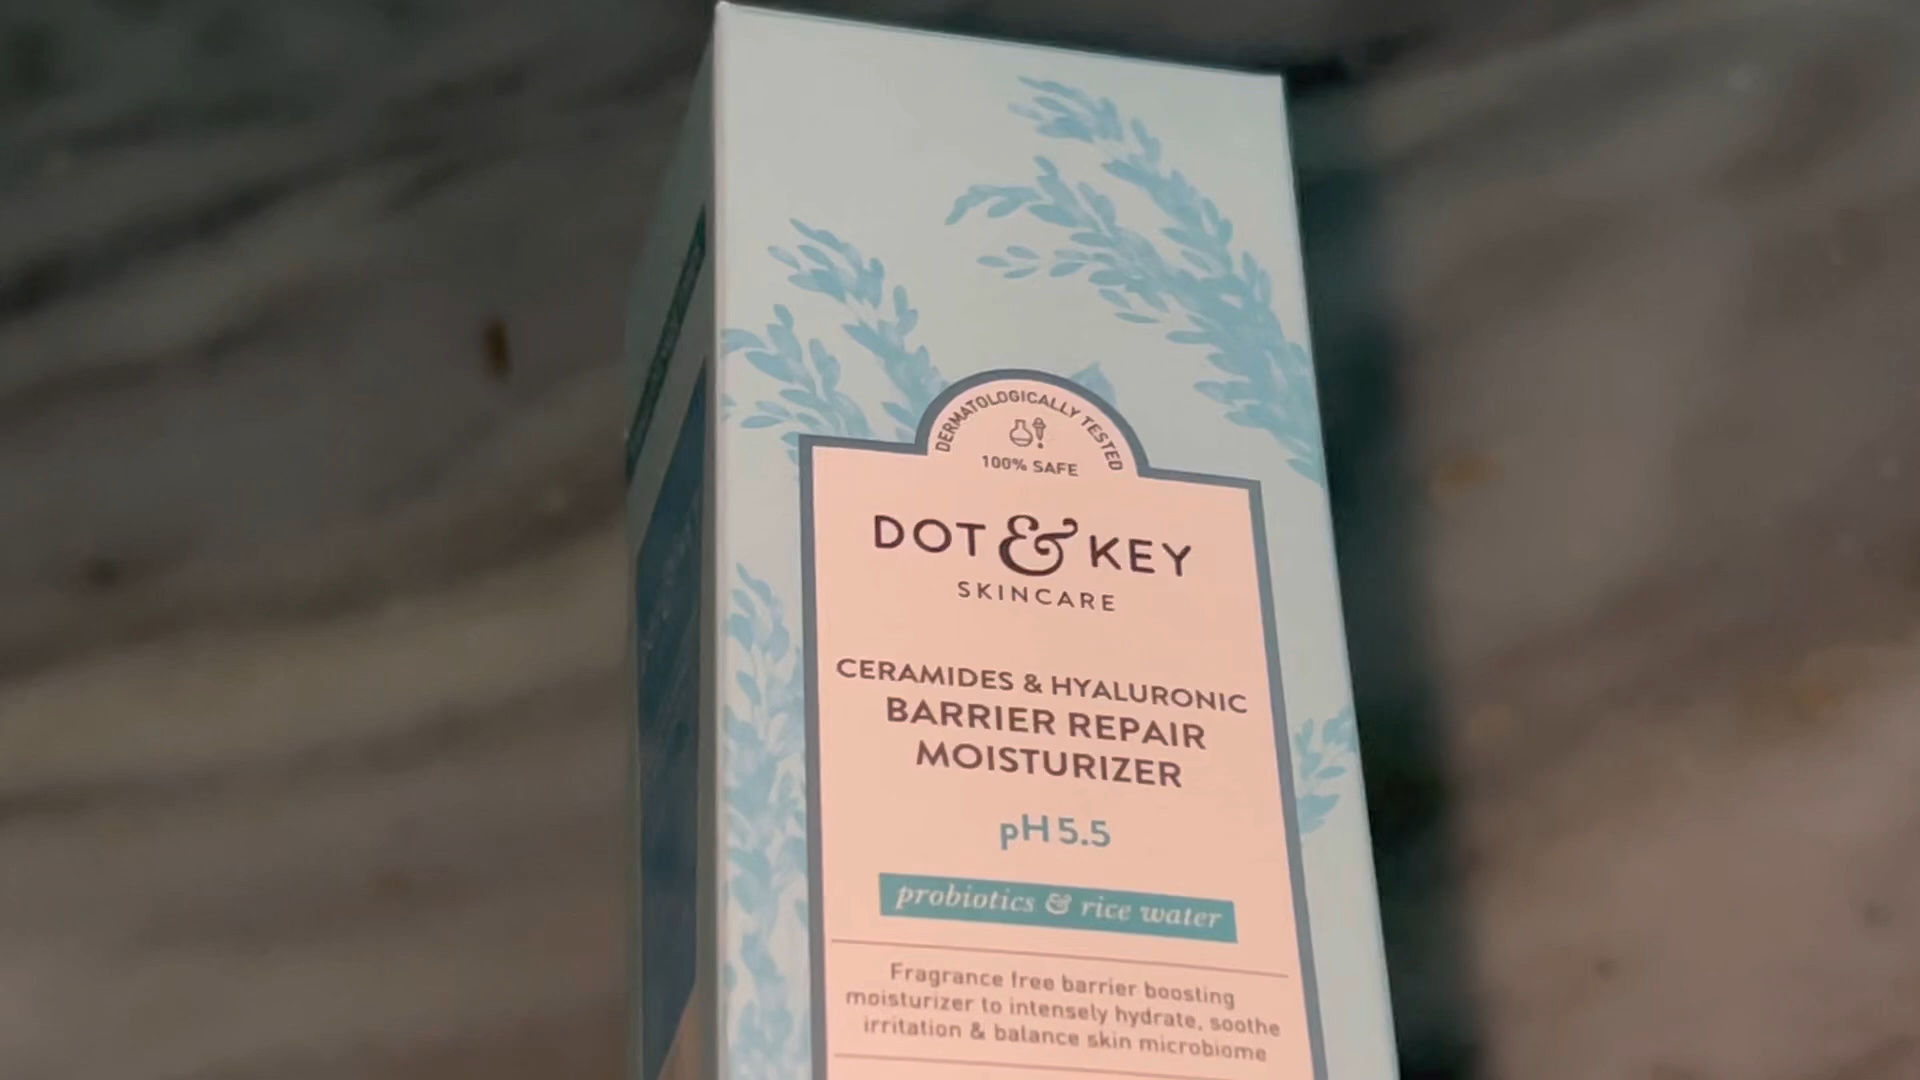 DERMATOLOGICALLY TESTED
100% SAFE
DOT & KEY
SKINCARE
CERAMIDES & HYALURONIC
BARRIER REPAIR
MOISTURIZER
pH 5.5
probiotics & rice water
Fragrance free barrier boosting
moisturizer to intensely hydrate, soothe
irritation & balance skin microbiome